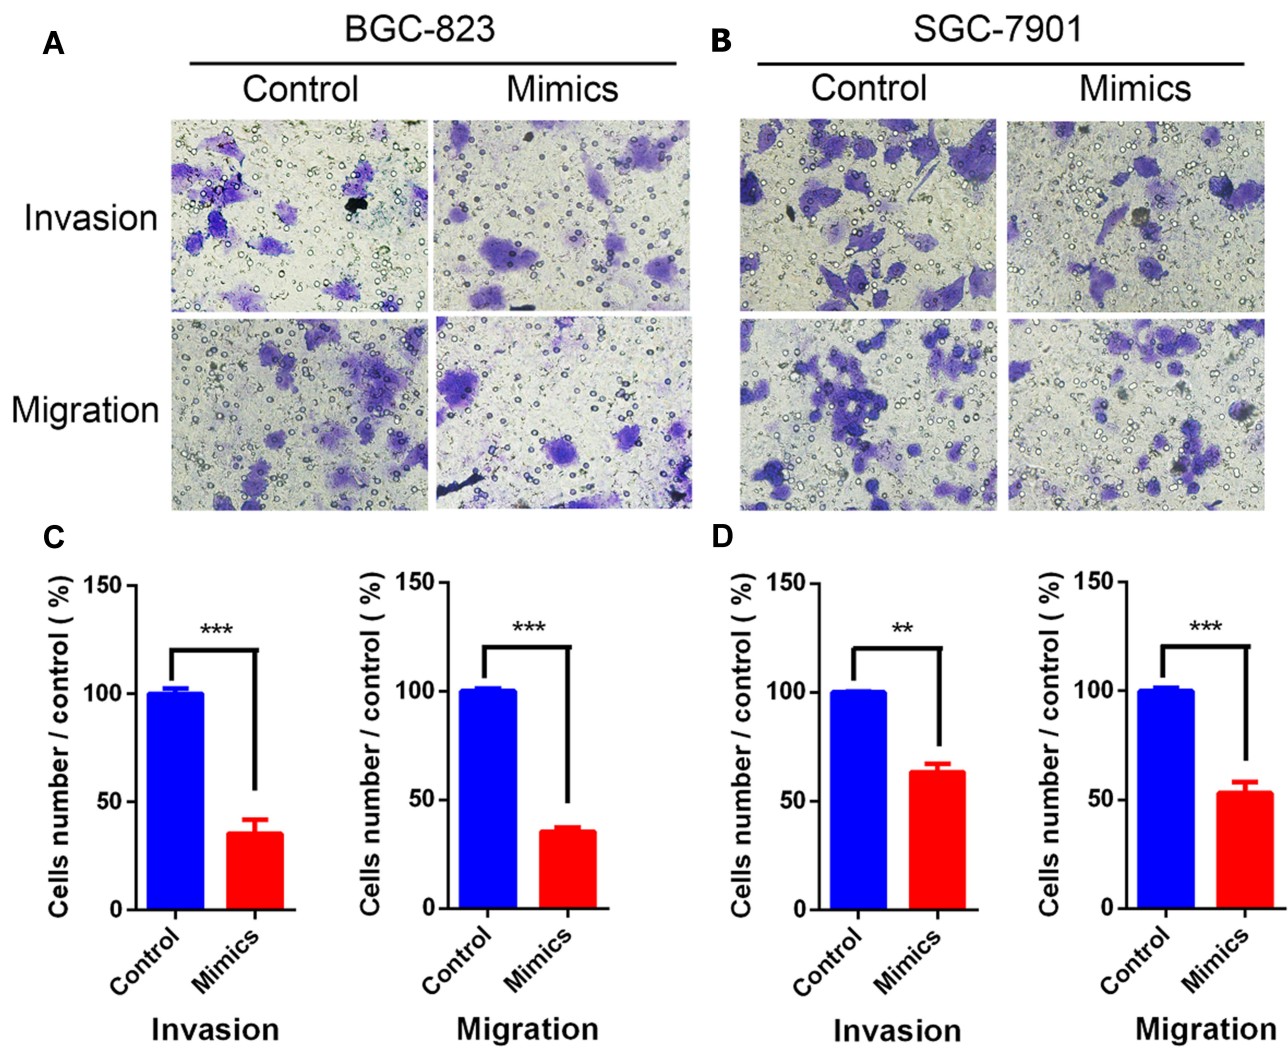 A
BGC-823
B
SGC-7901
Control
Mimics
Control
Mimics
Invasion
Migration
C
D
Cells number / control ( %)
150
100
50
0
***
Control
Mimics
Invasion
Cells number / control ( %)
150
100
50
0
***
Control
Mimics
Migration
Cells number / control ( %)
150
100
50
0
**
Control
Mimics
Invasion
Cells number / control ( %)
150
100
50
0
***
Control
Mimics
Migration